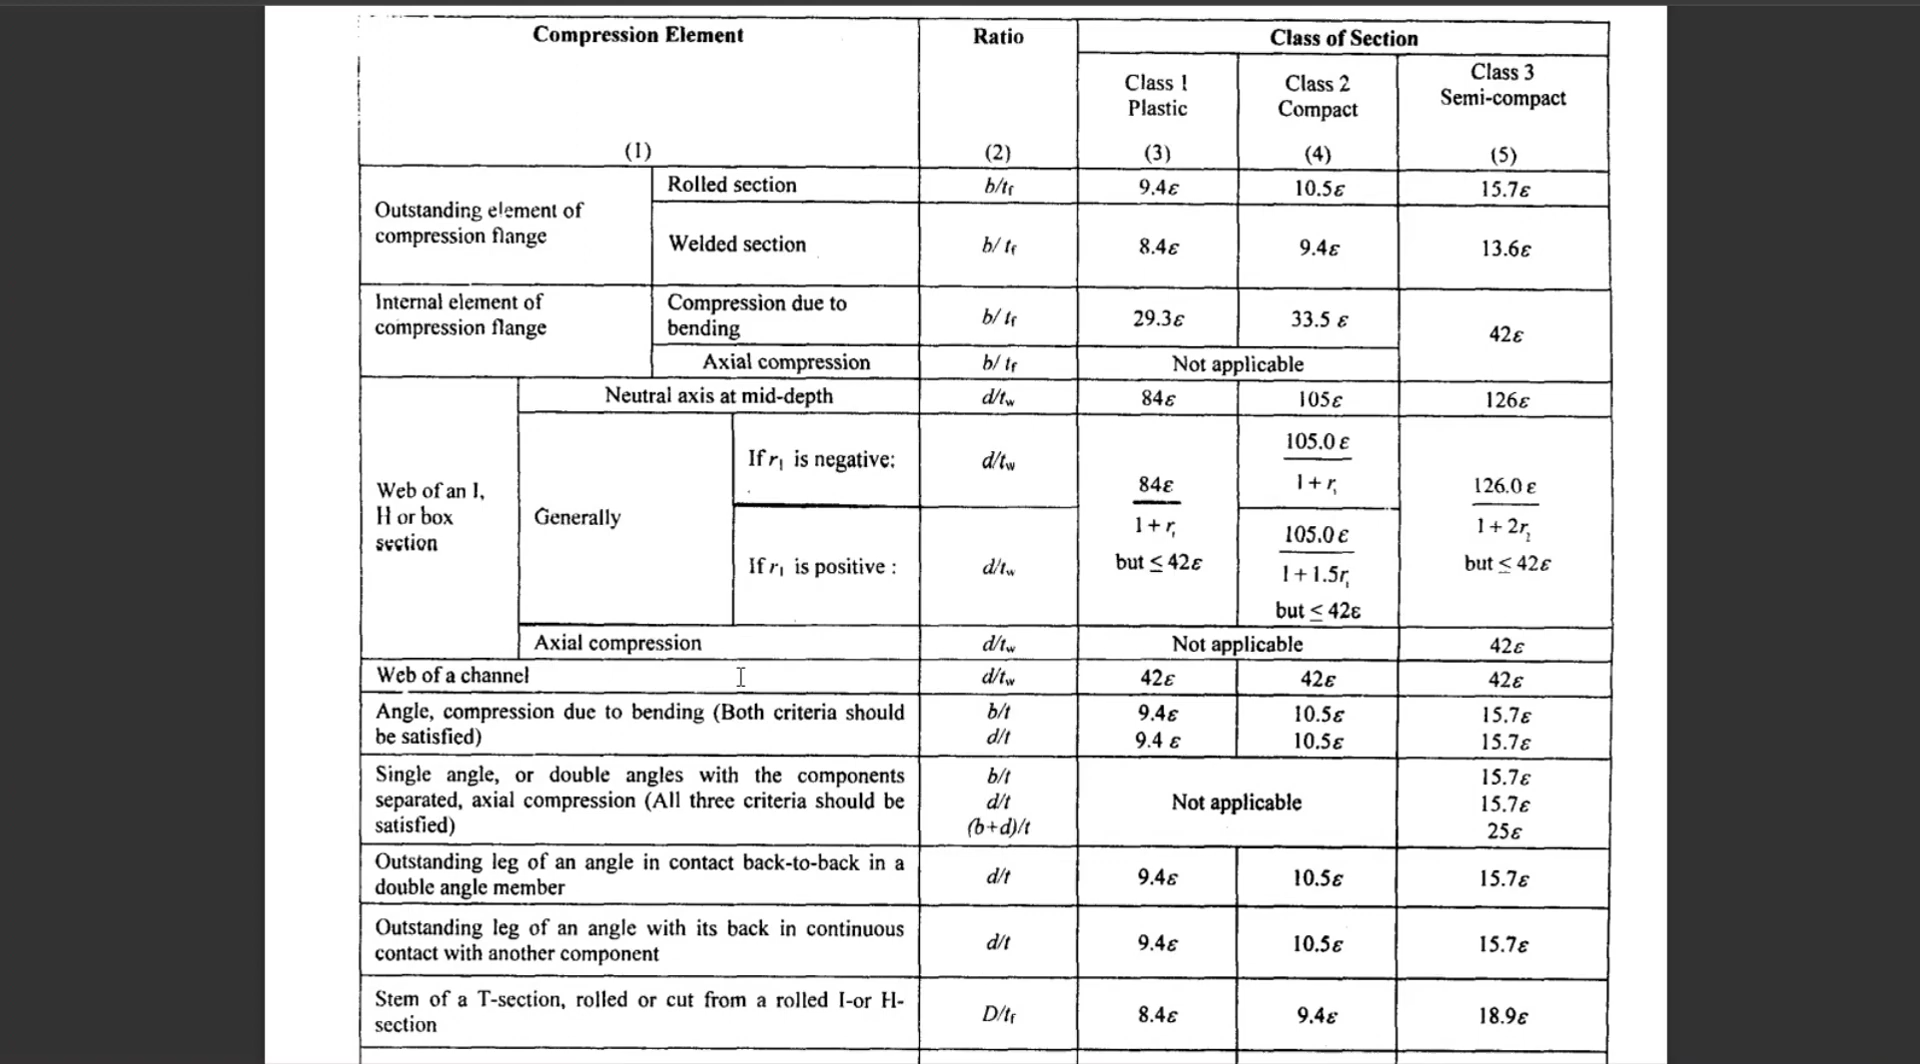 Compression Element
Ratio
Class of Section
Class 1
Plastic
Class 2
Compact
Class 3
Semi-compact
(1)
(2)
(3)
(4)
(5)
Outstanding element of
compression flange
Rolled section
b/tf
9.4ε
10.5ε
15.7ε
Welded section
b/ tf
8.4ε
9.4ε
13.6ε
Internal element of
compression flange
Compression due to
bending
b/ tf
29.3ε
33.5 ε
42ε
Axial compression
b/ tf
Not applicable
Web of an I,
H or box
section
Neutral axis at mid-depth
d/tw
84ε
105ε
126ε
Generally
If r1 is negative:
d/tw
84ε
1 + r1
but ≤ 42ε
105.0 ε
1 + r1
126.0 ε
1 + 2r2
but ≤ 42ε
If r1 is positive :
d/tw
105.0 ε
1 + 1.5r1
but ≤ 42ε
Axial compression
d/tw
Not applicable
42ε
Web of a channel
d/tw
42ε
42ε
42ε
Angle, compression due to bending (Both criteria should
be satisfied)
b/t
d/t
9.4ε
9.4 ε
10.5ε
10.5ε
15.7ε
15.7ε
Single angle, or double angles with the components
separated, axial compression (All three criteria should be
satisfied)
b/t
d/t
(b+d)/t
Not applicable
15.7ε
15.7ε
25ε
Outstanding leg of an angle in contact back-to-back in a
double angle member
d/t
9.4ε
10.5ε
15.7ε
Outstanding leg of an angle with its back in continuous
contact with another component
d/t
9.4ε
10.5ε
15.7ε
Stem of a T-section, rolled or cut from a rolled I-or H-
section
D/tf
8.4ε
9.4ε
18.9ε